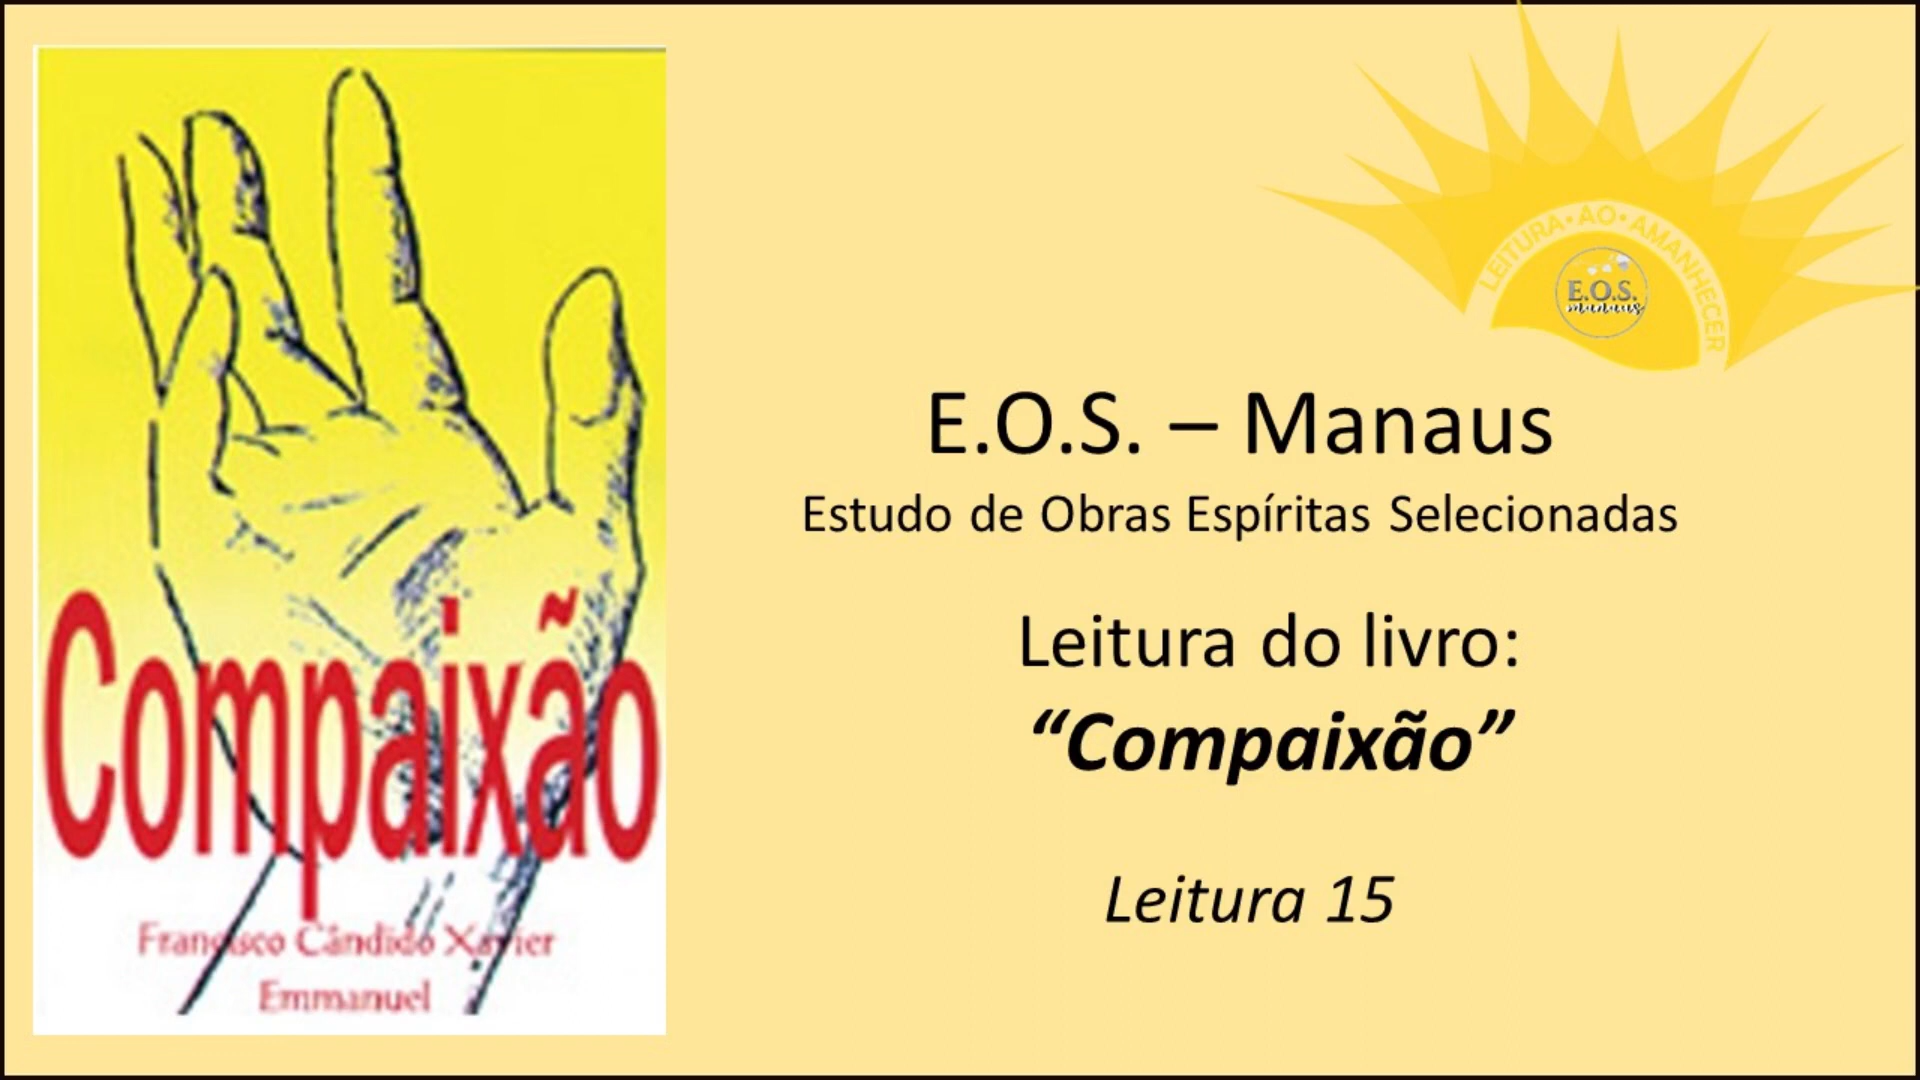 Compaixão
Francisco Cândido Xavier
Emmanuel
LEITURA • AO • AMANHECER
E.O.S.
manaus
E.O.S. – Manaus
Estudo de Obras Espíritas Selecionadas
Leitura do livro:
“Compaixão”
Leitura 15